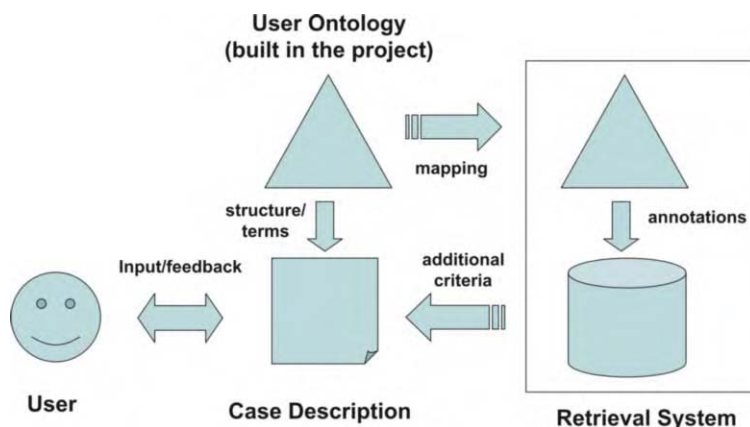 User Ontology
(built in the project)
mapping
structure/
terms
annotations
Input/feedback
additional
criteria
User
Case Description
Retrieval System